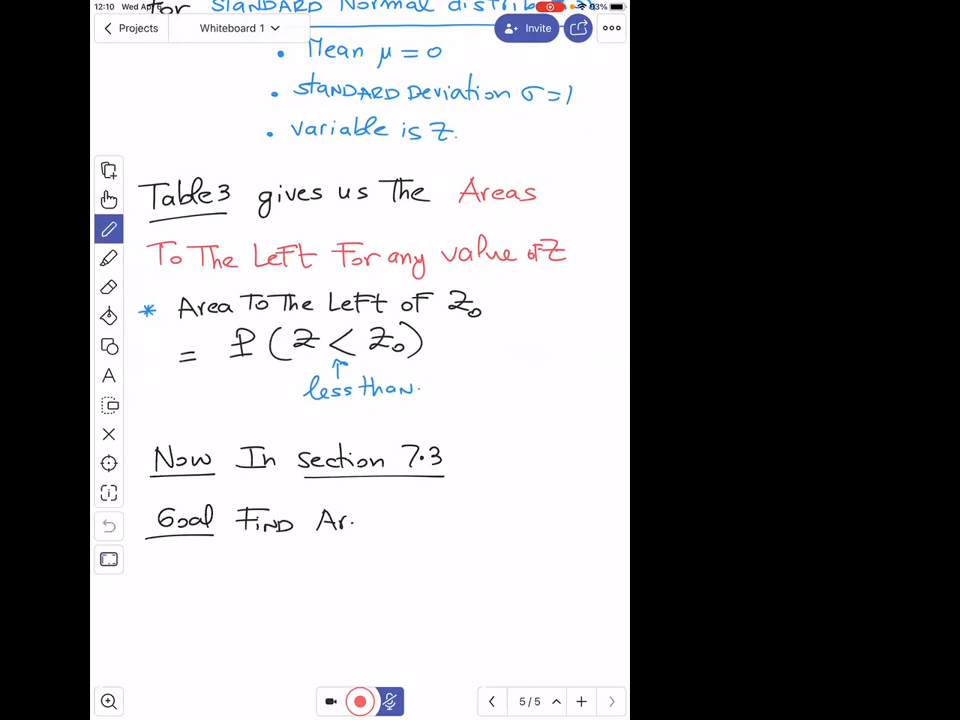 12:10 Wed Ap
93%
For STANDARD Normal distrib
Projects
Whiteboard 1
Invite
• Mean μ = 0
• STANDARD Deviation σ = 1
• variable is Z.
Table 3 gives us The Areas
To The Left For any value of Z
* Area To The Left of Z₀
= P ( Z < Z₀ )
↑
less than.
Now In section 7.3
Goal FIND Ar.
5 / 5